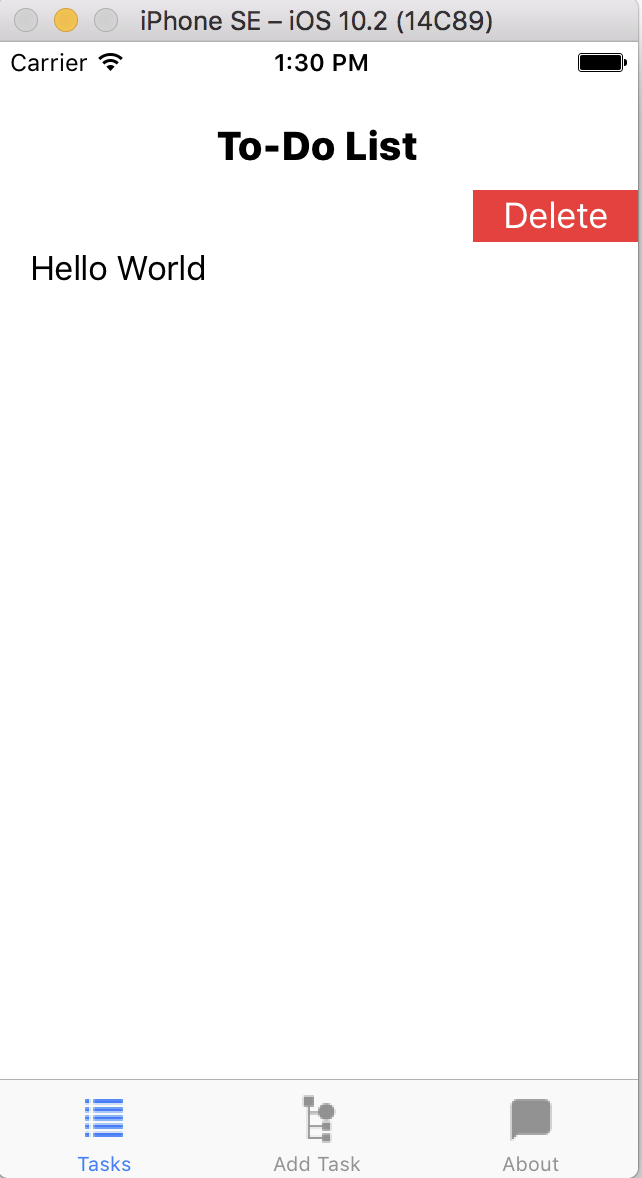 iPhone SE – iOS 10.2 (14C89)
Carrier 1:30 PM
To-Do List
Delete
Hello World
Tasks Add Task About